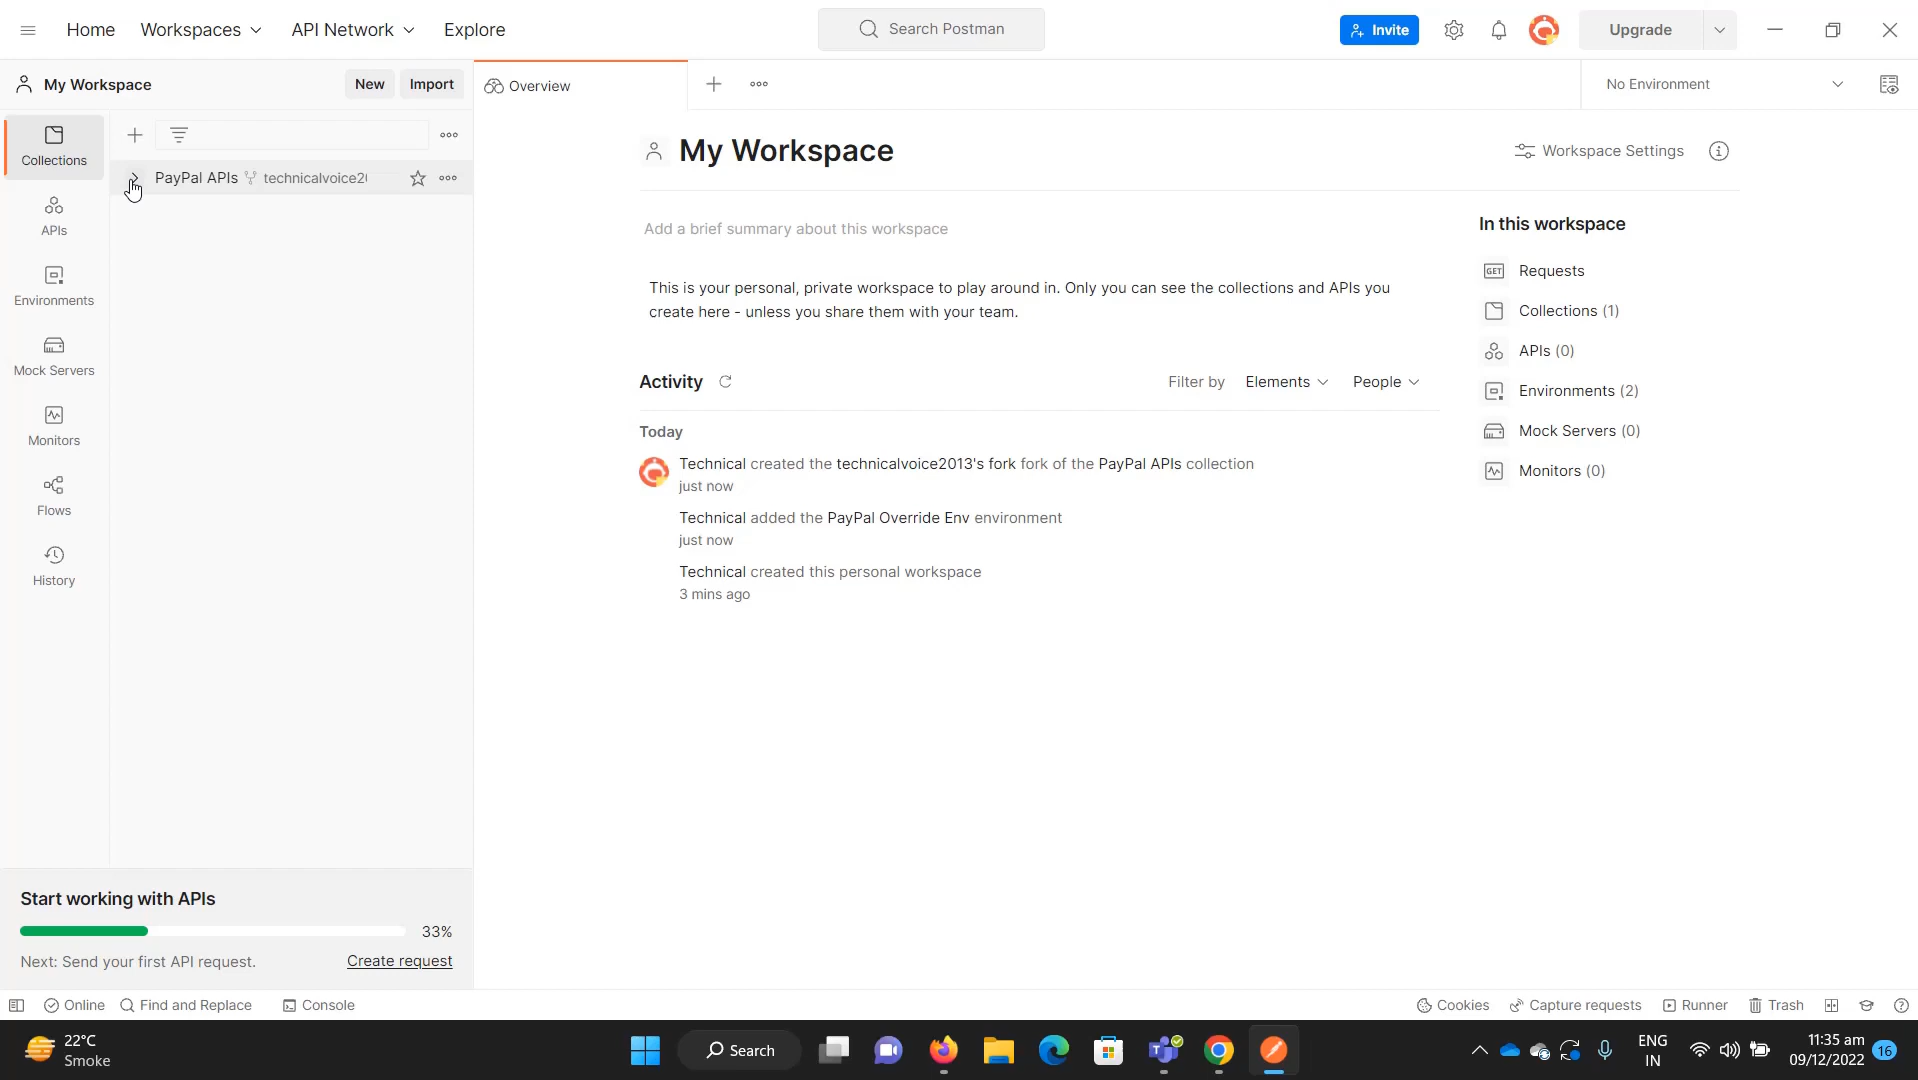 Home
Workspaces
API Network
Explore
Search Postman
Invite
Upgrade
My Workspace
New
Import
Overview
No Environment
Collections
PayPal APIs
technicalvoice2
APIs
Environments
Mock Servers
Monitors
Flows
History
My Workspace
Workspace Settings
Add a brief summary about this workspace
This is your personal, private workspace to play around in. Only you can see the collections and APIs you
create here - unless you share them with your team.
Activity
Filter by
Elements
People
Today
Technical created the technicalvoice2013's fork fork of the PayPal APIs collection
just now
Technical added the PayPal Override Env environment
just now
Technical created this personal workspace
3 mins ago
In this workspace
GET Requests
Collections (1)
APIs (0)
Environments (2)
Mock Servers (0)
Monitors (0)
Start working with APIs
33%
Next: Send your first API request.
Create request
Online
Find and Replace
Console
Cookies
Capture requests
Runner
Trash
22°C
Smoke
Search
ENG
IN
11:35 am
09/12/2022
16